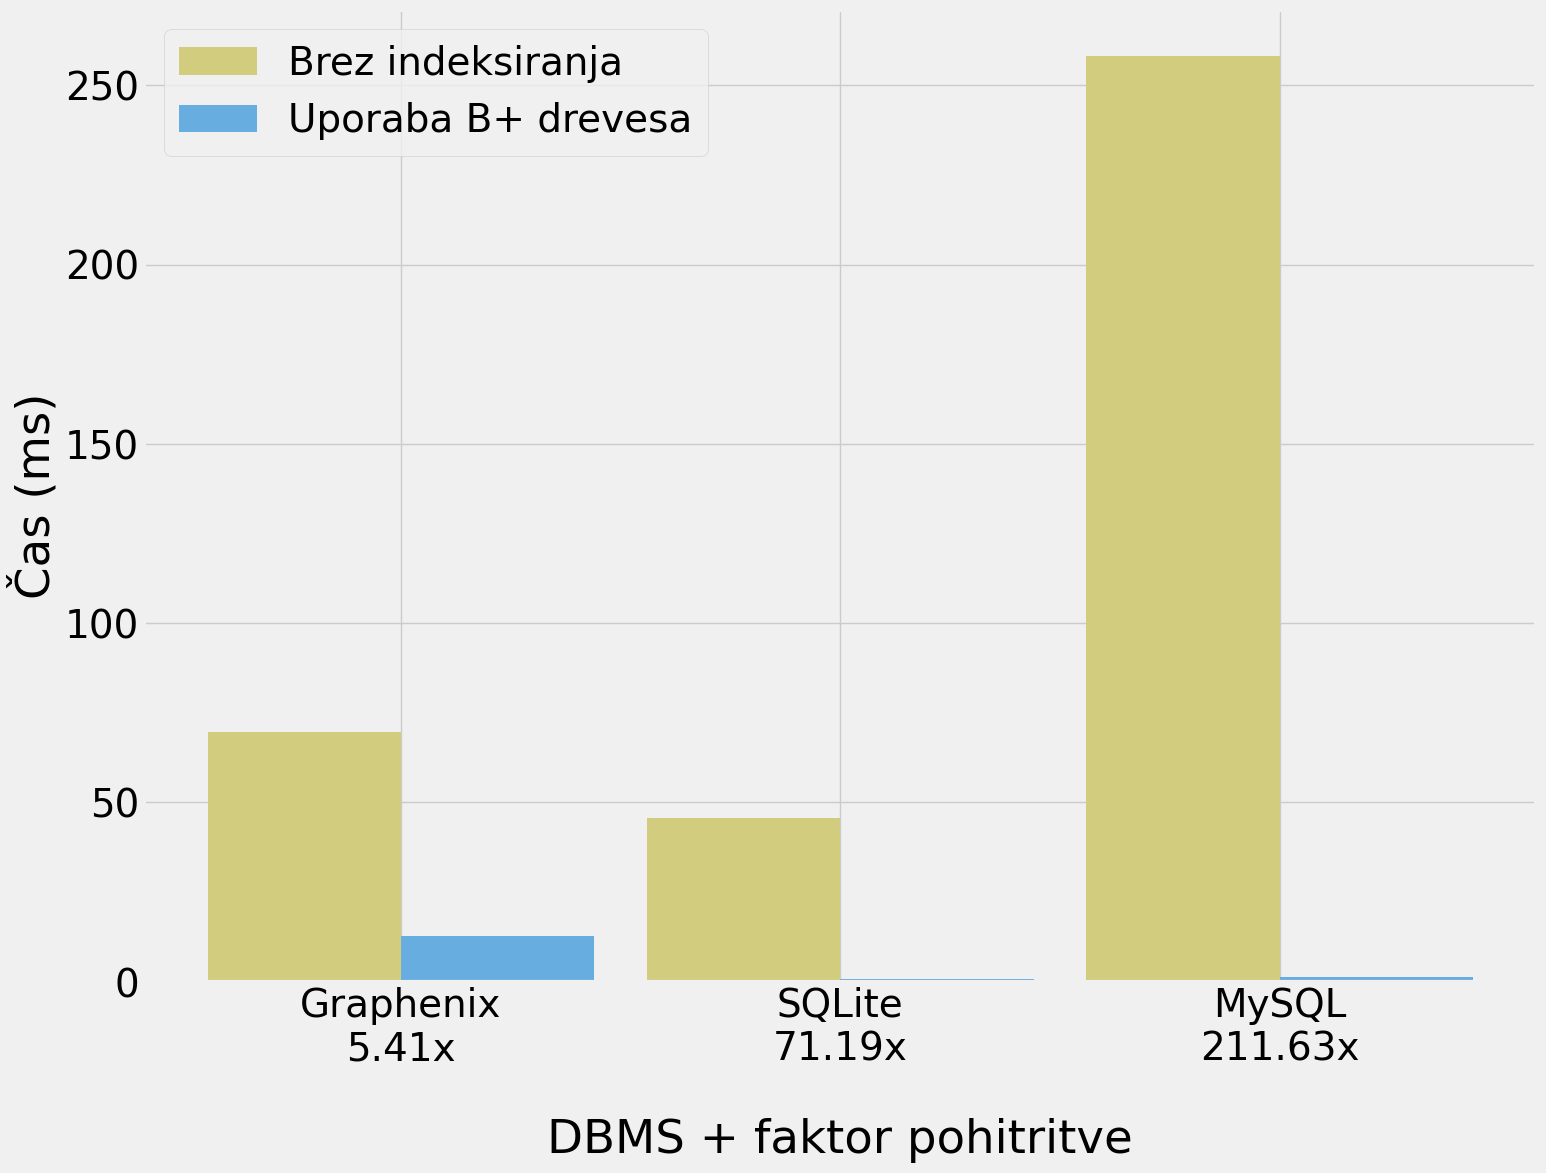 Brez indeksiranja
Uporaba B+ drevesa
250
200
150
100
50
0
Čas (ms)
Graphenix
5.41x
SQLite
71.19x
MySQL
211.63x
DBMS + faktor pohitritve